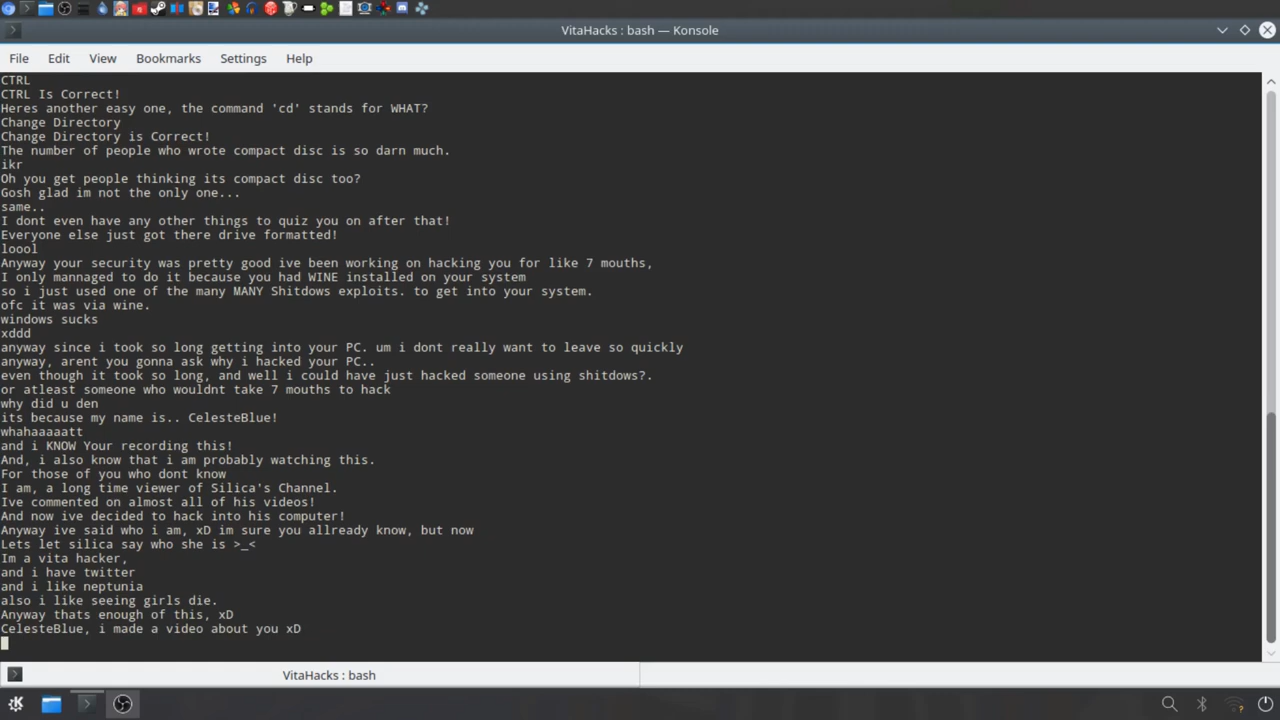 VitaHacks : bash — Konsole
File Edit View Bookmarks Settings Help
CTRL
CTRL Is Correct!
Heres another easy one, the command 'cd' stands for WHAT?
Change Directory
Change Directory is Correct!
The number of people who wrote compact disc is so darn much.
ikr
Oh you get people thinking its compact disc too?
Gosh glad im not the only one...
same..
I dont even have any other things to quiz you on after that!
Everyone else just got there drive formatted!
loool
Anyway your security was pretty good ive been working on hacking you for like 7 mouths,
I only mannaged to do it because you had WINE installed on your system
so i just used one of the many MANY Shitdows exploits. to get into your system.
ofc it was via wine.
windows sucks
xddd
anyway since i took so long getting into your PC. um i dont really want to leave so quickly
anyway, arent you gonna ask why i hacked your PC..
even though it took so long, and well i could have just hacked someone using shitdows?.
or atleast someone who wouldnt take 7 mouths to hack
why did u den
its because my name is.. CelesteBlue!
whahaaaaatt
and i KNOW Your recording this!
And, i also know that i am probably watching this.
For those of you who dont know
I am, a long time viewer of Silica's Channel.
Ive commented on almost all of his videos!
And now ive decided to hack into his computer!
Anyway ive said who i am, xD im sure you allready know, but now
Lets let silica say who she is >_<
Im a vita hacker,
and i have twitter
and i like neptunia
also i like seeing girls die.
Anyway thats enough of this, xD
CelesteBlue, i made a video about you xD
VitaHacks : bash